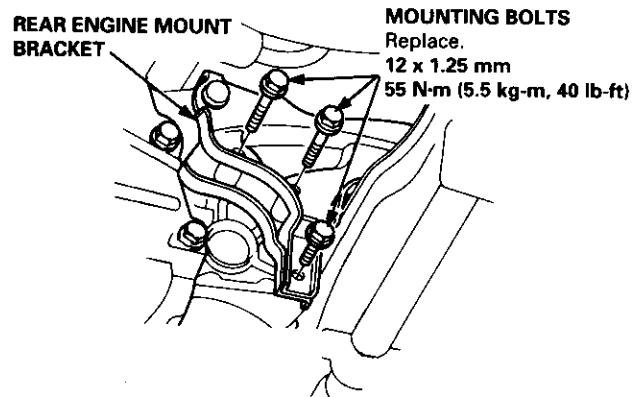 REAR ENGINE MOUNT
BRACKET
MOUNTING BOLTS
Replace.
12 x 1.25 mm
55 N·m (5.5 kg-m, 40 lb-ft)